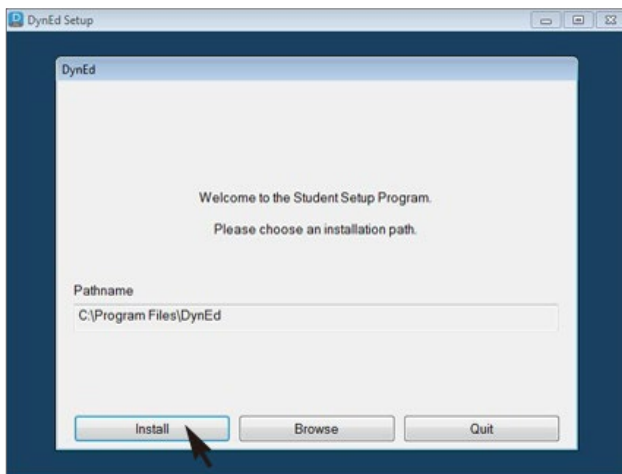 DynEd Setup
DynEd
Welcome to the Student Setup Program.
Please choose an installation path.
Pathname
C:\Program Files\DynEd
Install Browse Quit